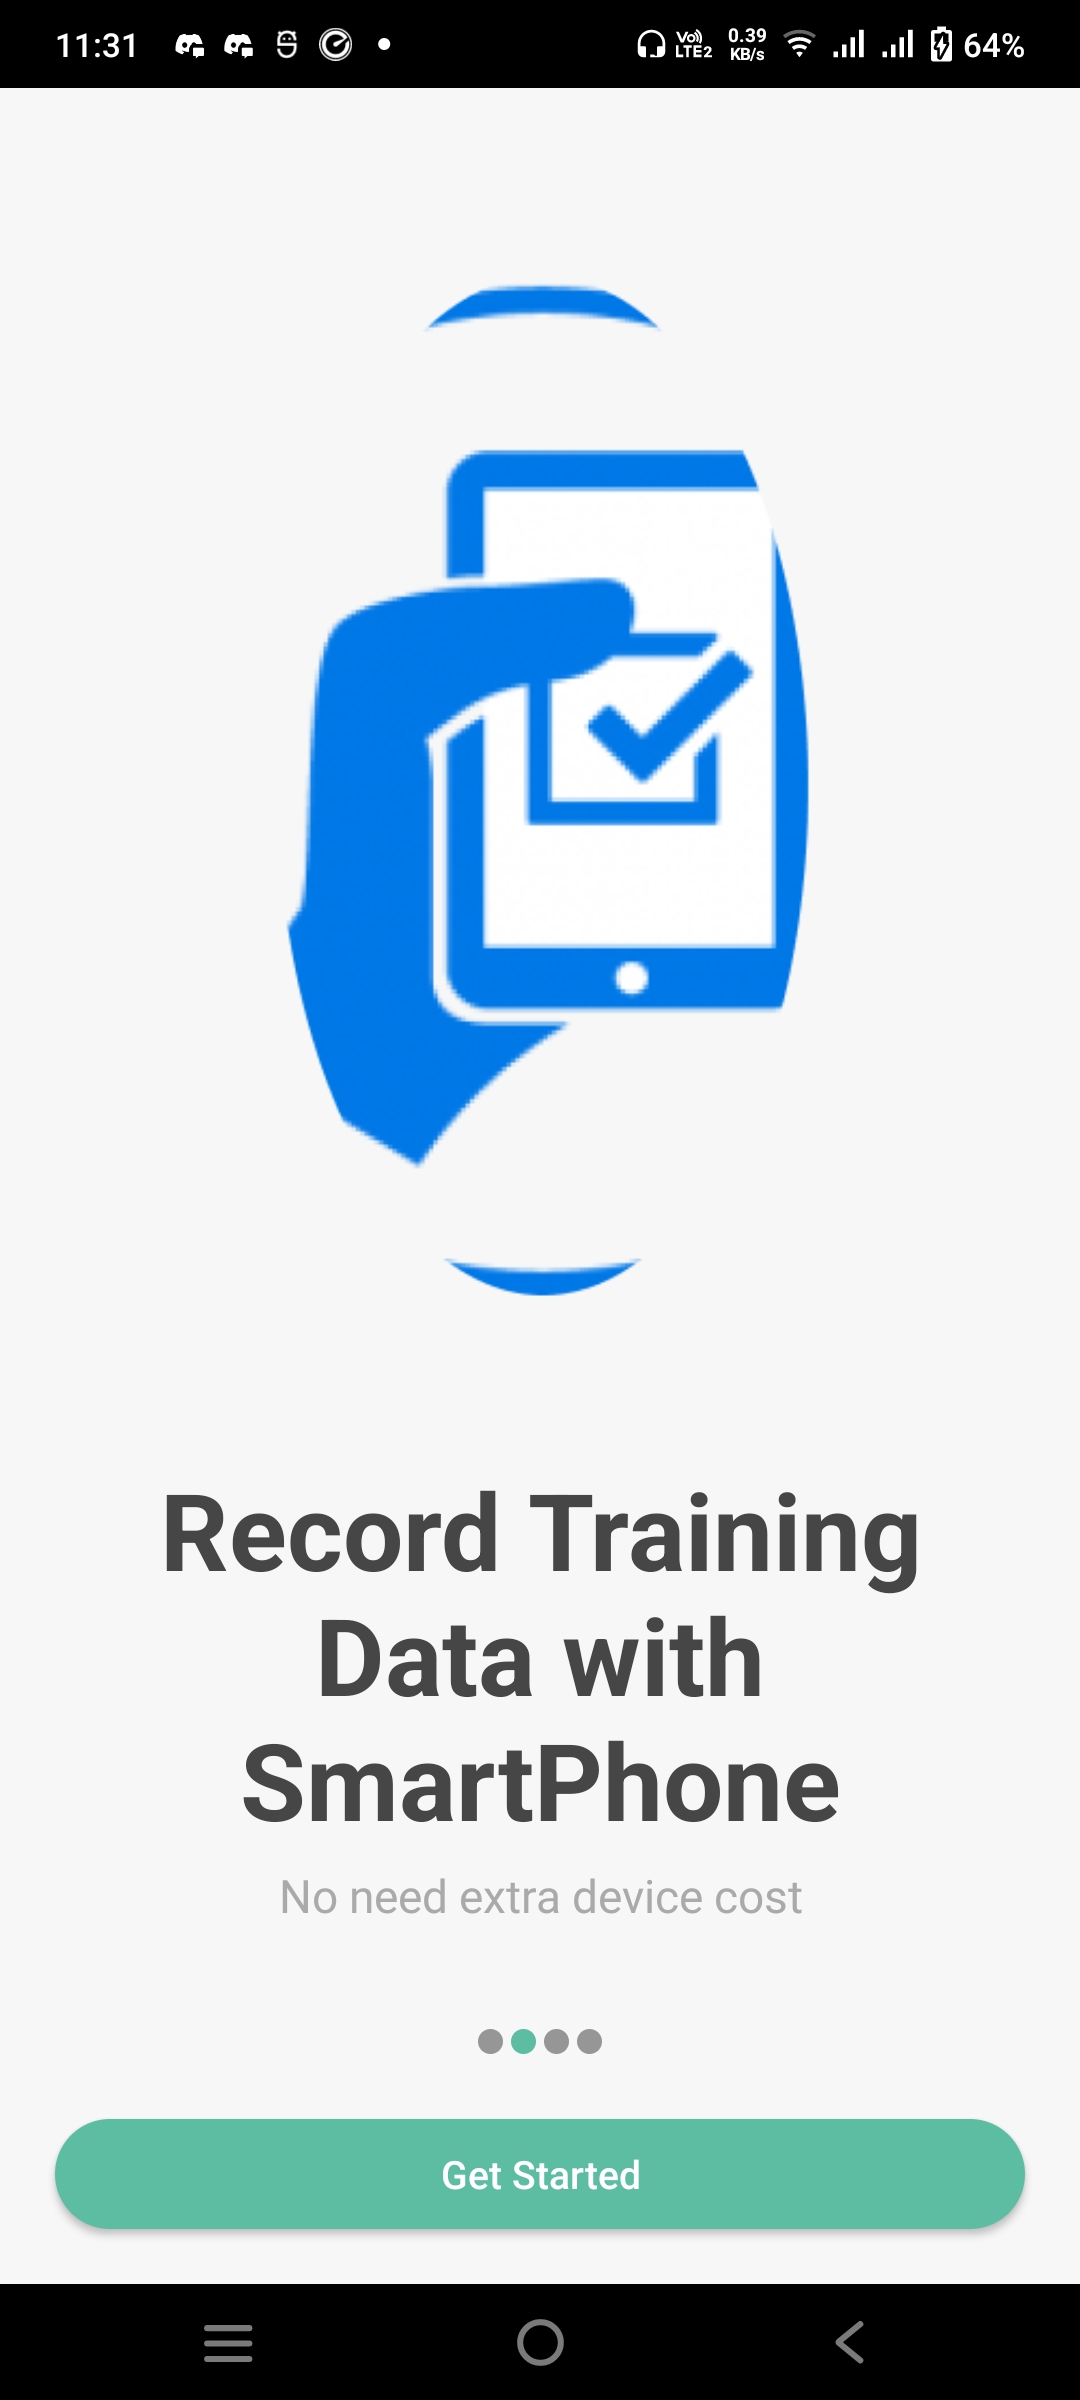 11:31 Vo)) LTE2 0.39 KB/s 64%
Record Training
Data with
SmartPhone
No need extra device cost
Get Started